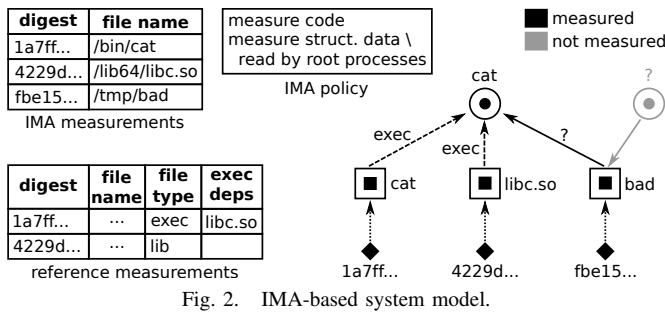 digest file name
1a7ff... /bin/cat
4229d... /lib64/libc.so
fbe15... /tmp/bad
IMA measurements
measure code
measure struct. data \
read by root processes
IMA policy
measured
not measured
cat
?
exec
exec
?
cat
libc.so
bad
1a7ff...
4229d...
fbe15...
digest file name file type exec deps
1a7ff... ... exec libc.so
4229d... ... lib
reference measurements
Fig. 2. IMA-based system model.